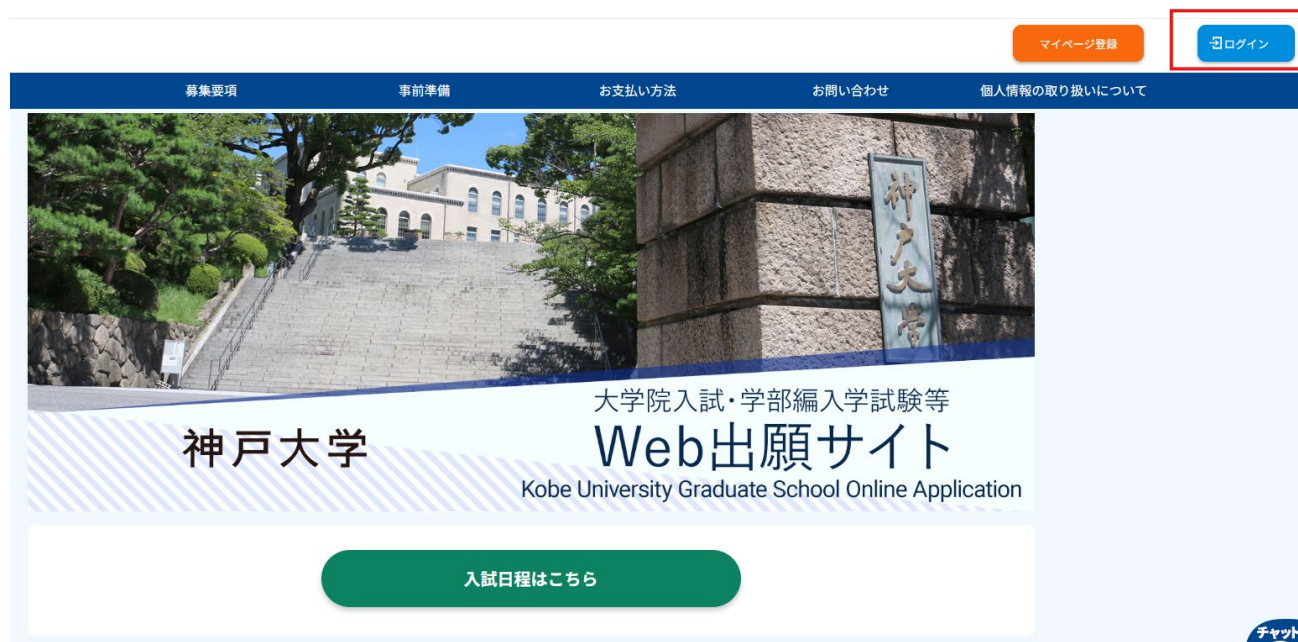 マイページ登録
ログイン
募集要項 事前準備 お支払い方法 お問い合わせ 個人情報の取り扱いについて
神戸大学
大学院入試・学部編入学試験等
神戸大学 Web出願サイト
Kobe University Graduate School Online Application
入試日程はこちら
チャット